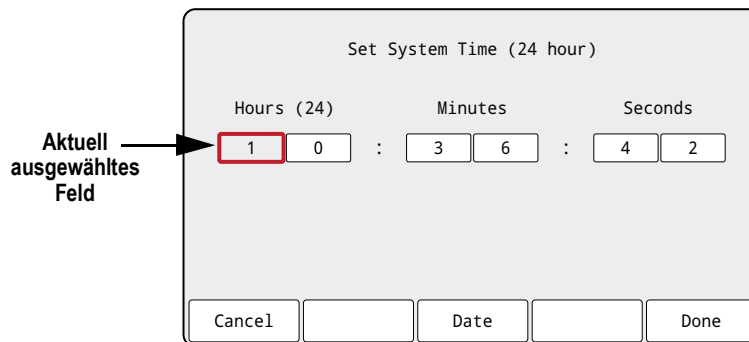 Set System Time (24 hour)
Hours (24) Minutes Seconds
Aktuell
ausgewähltes
Feld
1 0 : 3 6 : 4 2
Cancel Date Done